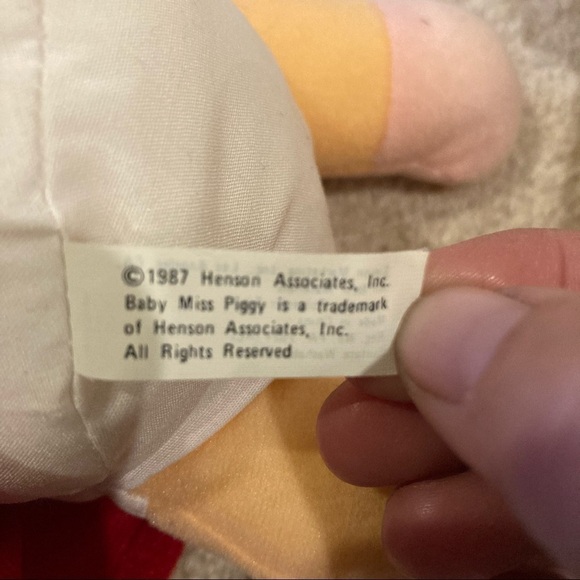 ©1987 Henson Associates, Inc.
Baby Miss Piggy is a trademark
of Henson Associates, Inc.
All Rights Reserved